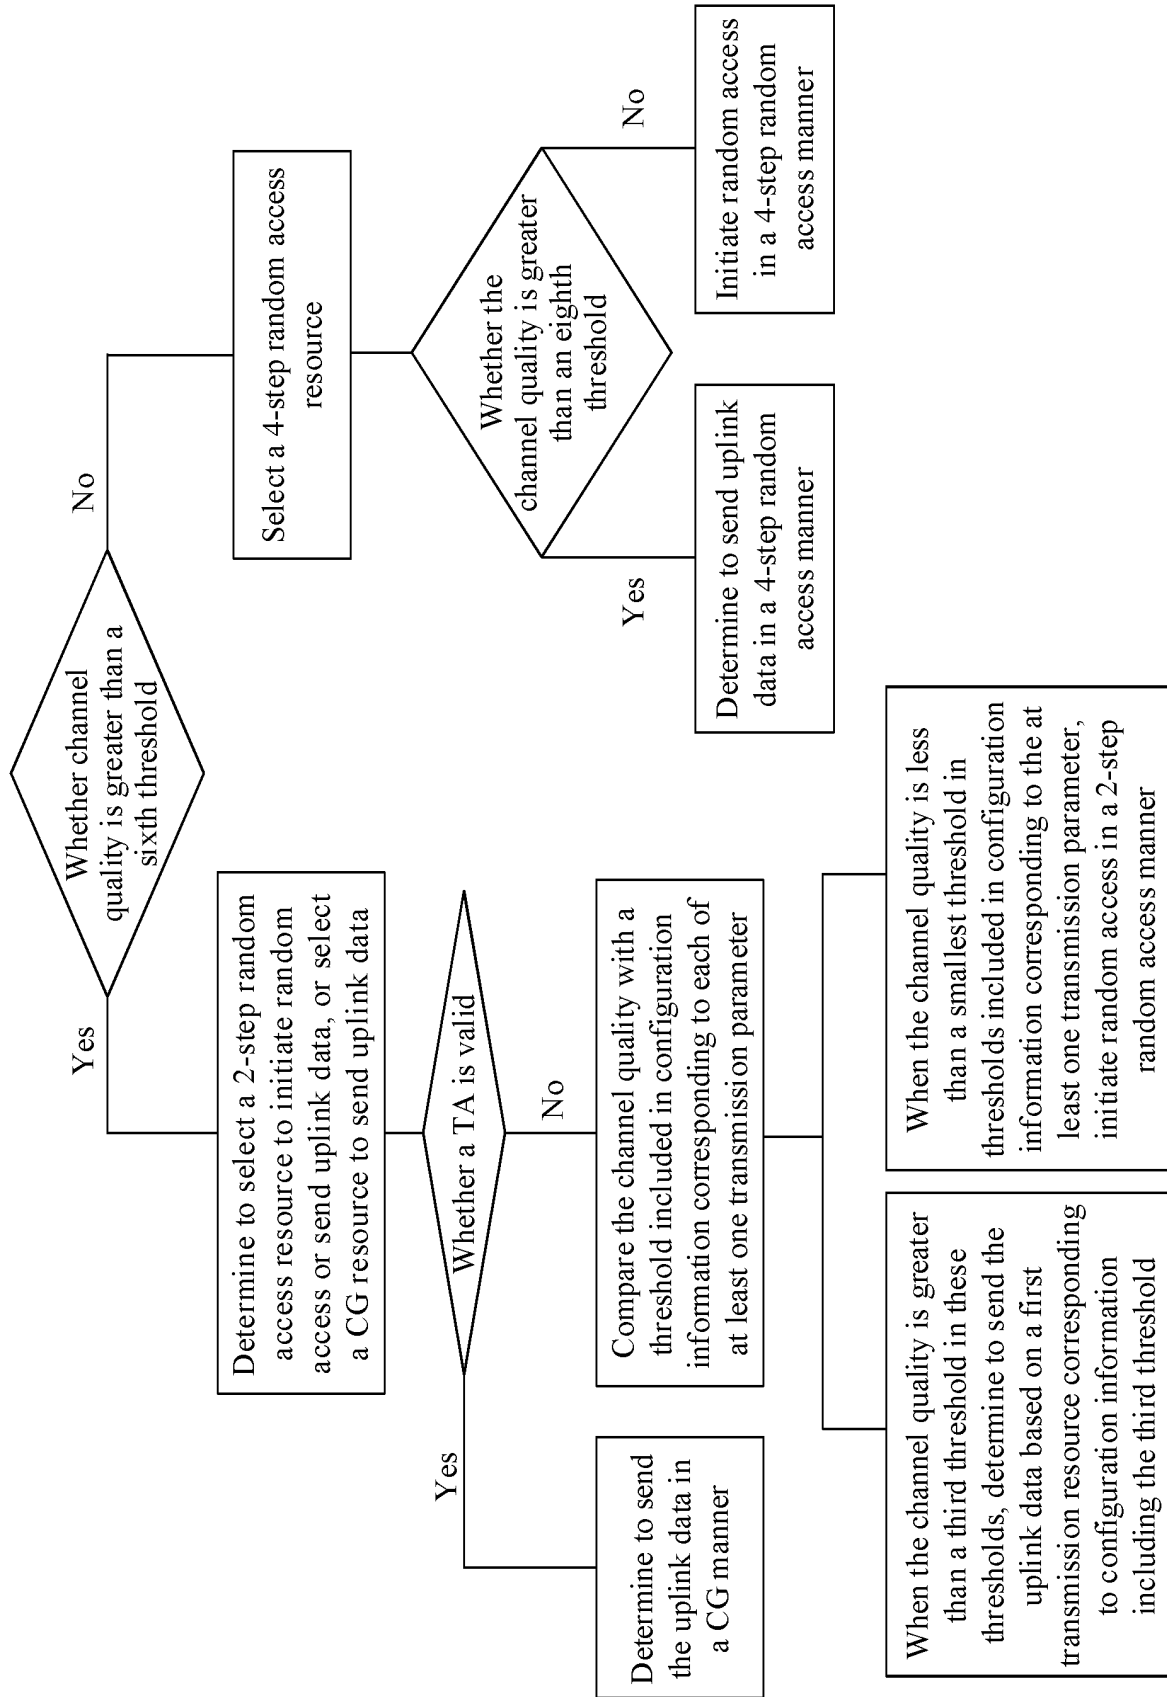 Whether channel
quality is greater than a
sixth threshold
Yes
No
Determine to select a 2-step random
access resource to initiate random
access or send uplink data, or select
a CG resource to send uplink data
Select a 4-step random access
resource
Whether a TA is valid
Yes
No
Whether the
channel quality is greater
than an eighth
threshold
Yes
No
Determine to send
the uplink data in
a CG manner
Compare the channel quality with a
threshold included in configuration
information corresponding to each of
at least one transmission parameter
Determine to send uplink
data in a 4-step random
access manner
Initiate random access
in a 4-step random
access manner
When the channel quality is greater
than a third threshold in these
thresholds, determine to send the
uplink data based on a first
transmission resource corresponding
to configuration information
including the third threshold
When the channel quality is less
than a smallest threshold in
thresholds included in configuration
information corresponding to the at
least one transmission parameter,
initiate random access in a 2-step
random access manner